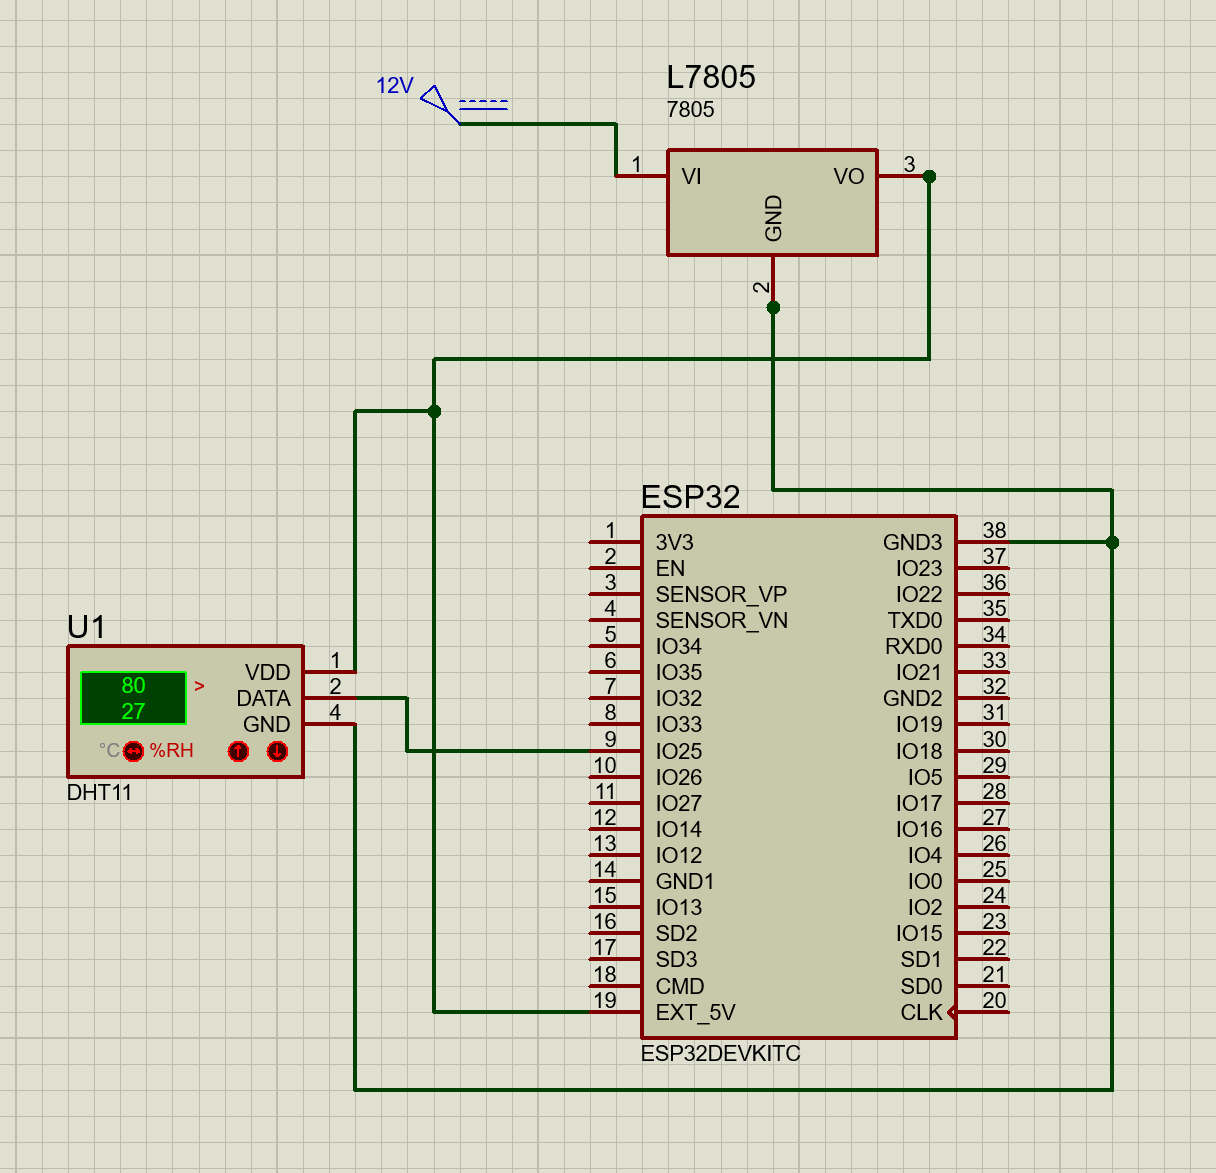 12V
L7805
7805
1
VI
VO
3
GND
2
ESP32
1
3V3
2
EN
3
SENSOR_VP
4
SENSOR_VN
5
IO34
6
IO35
7
IO32
8
IO33
9
IO25
10
IO26
11
IO27
12
IO14
13
IO12
14
GND1
15
IO13
16
SD2
17
SD3
18
CMD
19
EXT_5V
GND3
38
IO23
37
IO22
36
TXD0
35
RXD0
34
IO21
33
GND2
32
IO19
31
IO18
30
IO5
29
IO17
28
IO16
27
IO4
26
IO0
25
IO2
24
IO15
23
SD1
22
SD0
21
CLK
20
ESP32DEVKITC
U1
80
27
>
VDD
1
DATA
2
GND
4
°C
%RH
DHT11